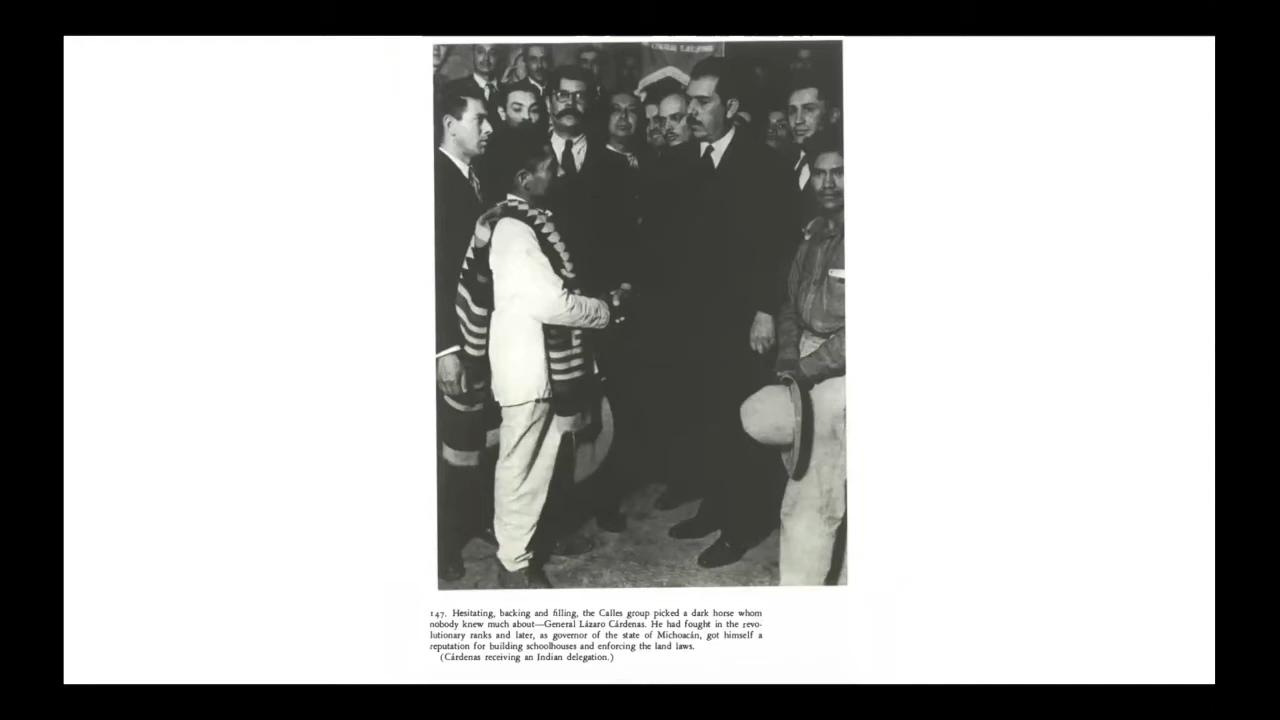 147. Hesitating, backing and filling, the Calles group picked a dark horse whom
nobody knew much about—General Lázaro Cárdenas. He had fought in the revo-
lutionary ranks and later, as governor of the state of Michoacán, got himself a
reputation for building schoolhouses and enforcing the land laws.
(Cárdenas receiving an Indian delegation.)